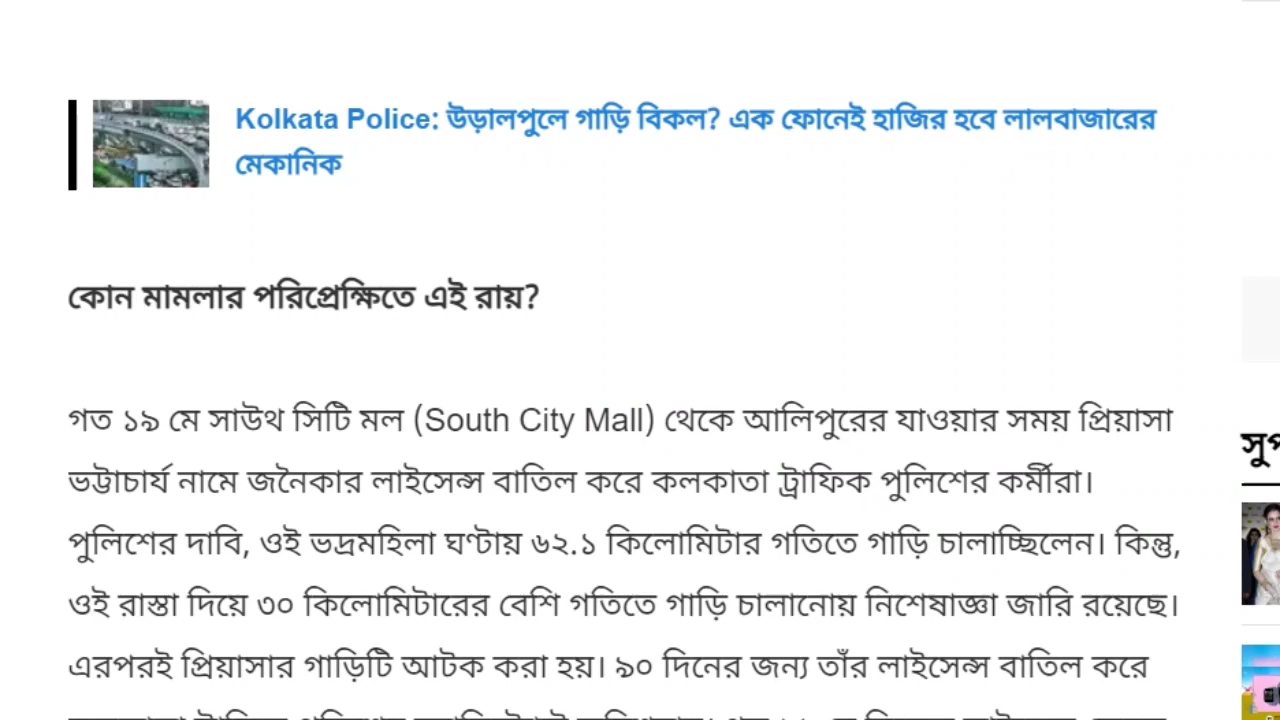 Kolkata Police: উড়ালপুলে গাড়ি বিকল? এক ফোনেই হাজির হবে লালবাজারের
মেকানিক
কোন মামলার পরিপ্রেক্ষিতে এই রায়?
গত ১৯ মে সাউথ সিটি মল (South City Mall) থেকে আলিপুরের যাওয়ার সময় প্রিয়াসা
ভট্টাচার্য নামে জনৈকার লাইসেন্স বাতিল করে কলকাতা ট্রাফিক পুলিশের কর্মীরা।
পুলিশের দাবি, ওই ভদ্রমহিলা ঘণ্টায় ৬২.১ কিলোমিটার গতিতে গাড়ি চালাচ্ছিলেন। কিন্তু,
ওই রাস্তা দিয়ে ৩০ কিলোমিটারের বেশি গতিতে গাড়ি চালানোয় নিশেষাজ্ঞা জারি রয়েছে।
এরপরই প্রিয়াসার গাড়িটি আটক করা হয়। ৯০ দিনের জন্য তাঁর লাইসেন্স বাতিল করে